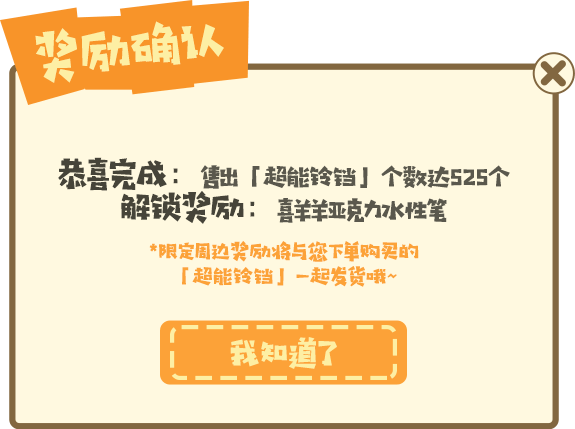 奖励确认
恭喜完成：售出「超能铃铛」个数达525个
解锁奖励：喜羊羊亚克力水性笔
*限定周边奖励将与您下单购买的
「超能铃铛」一起发货哦~
我知道了